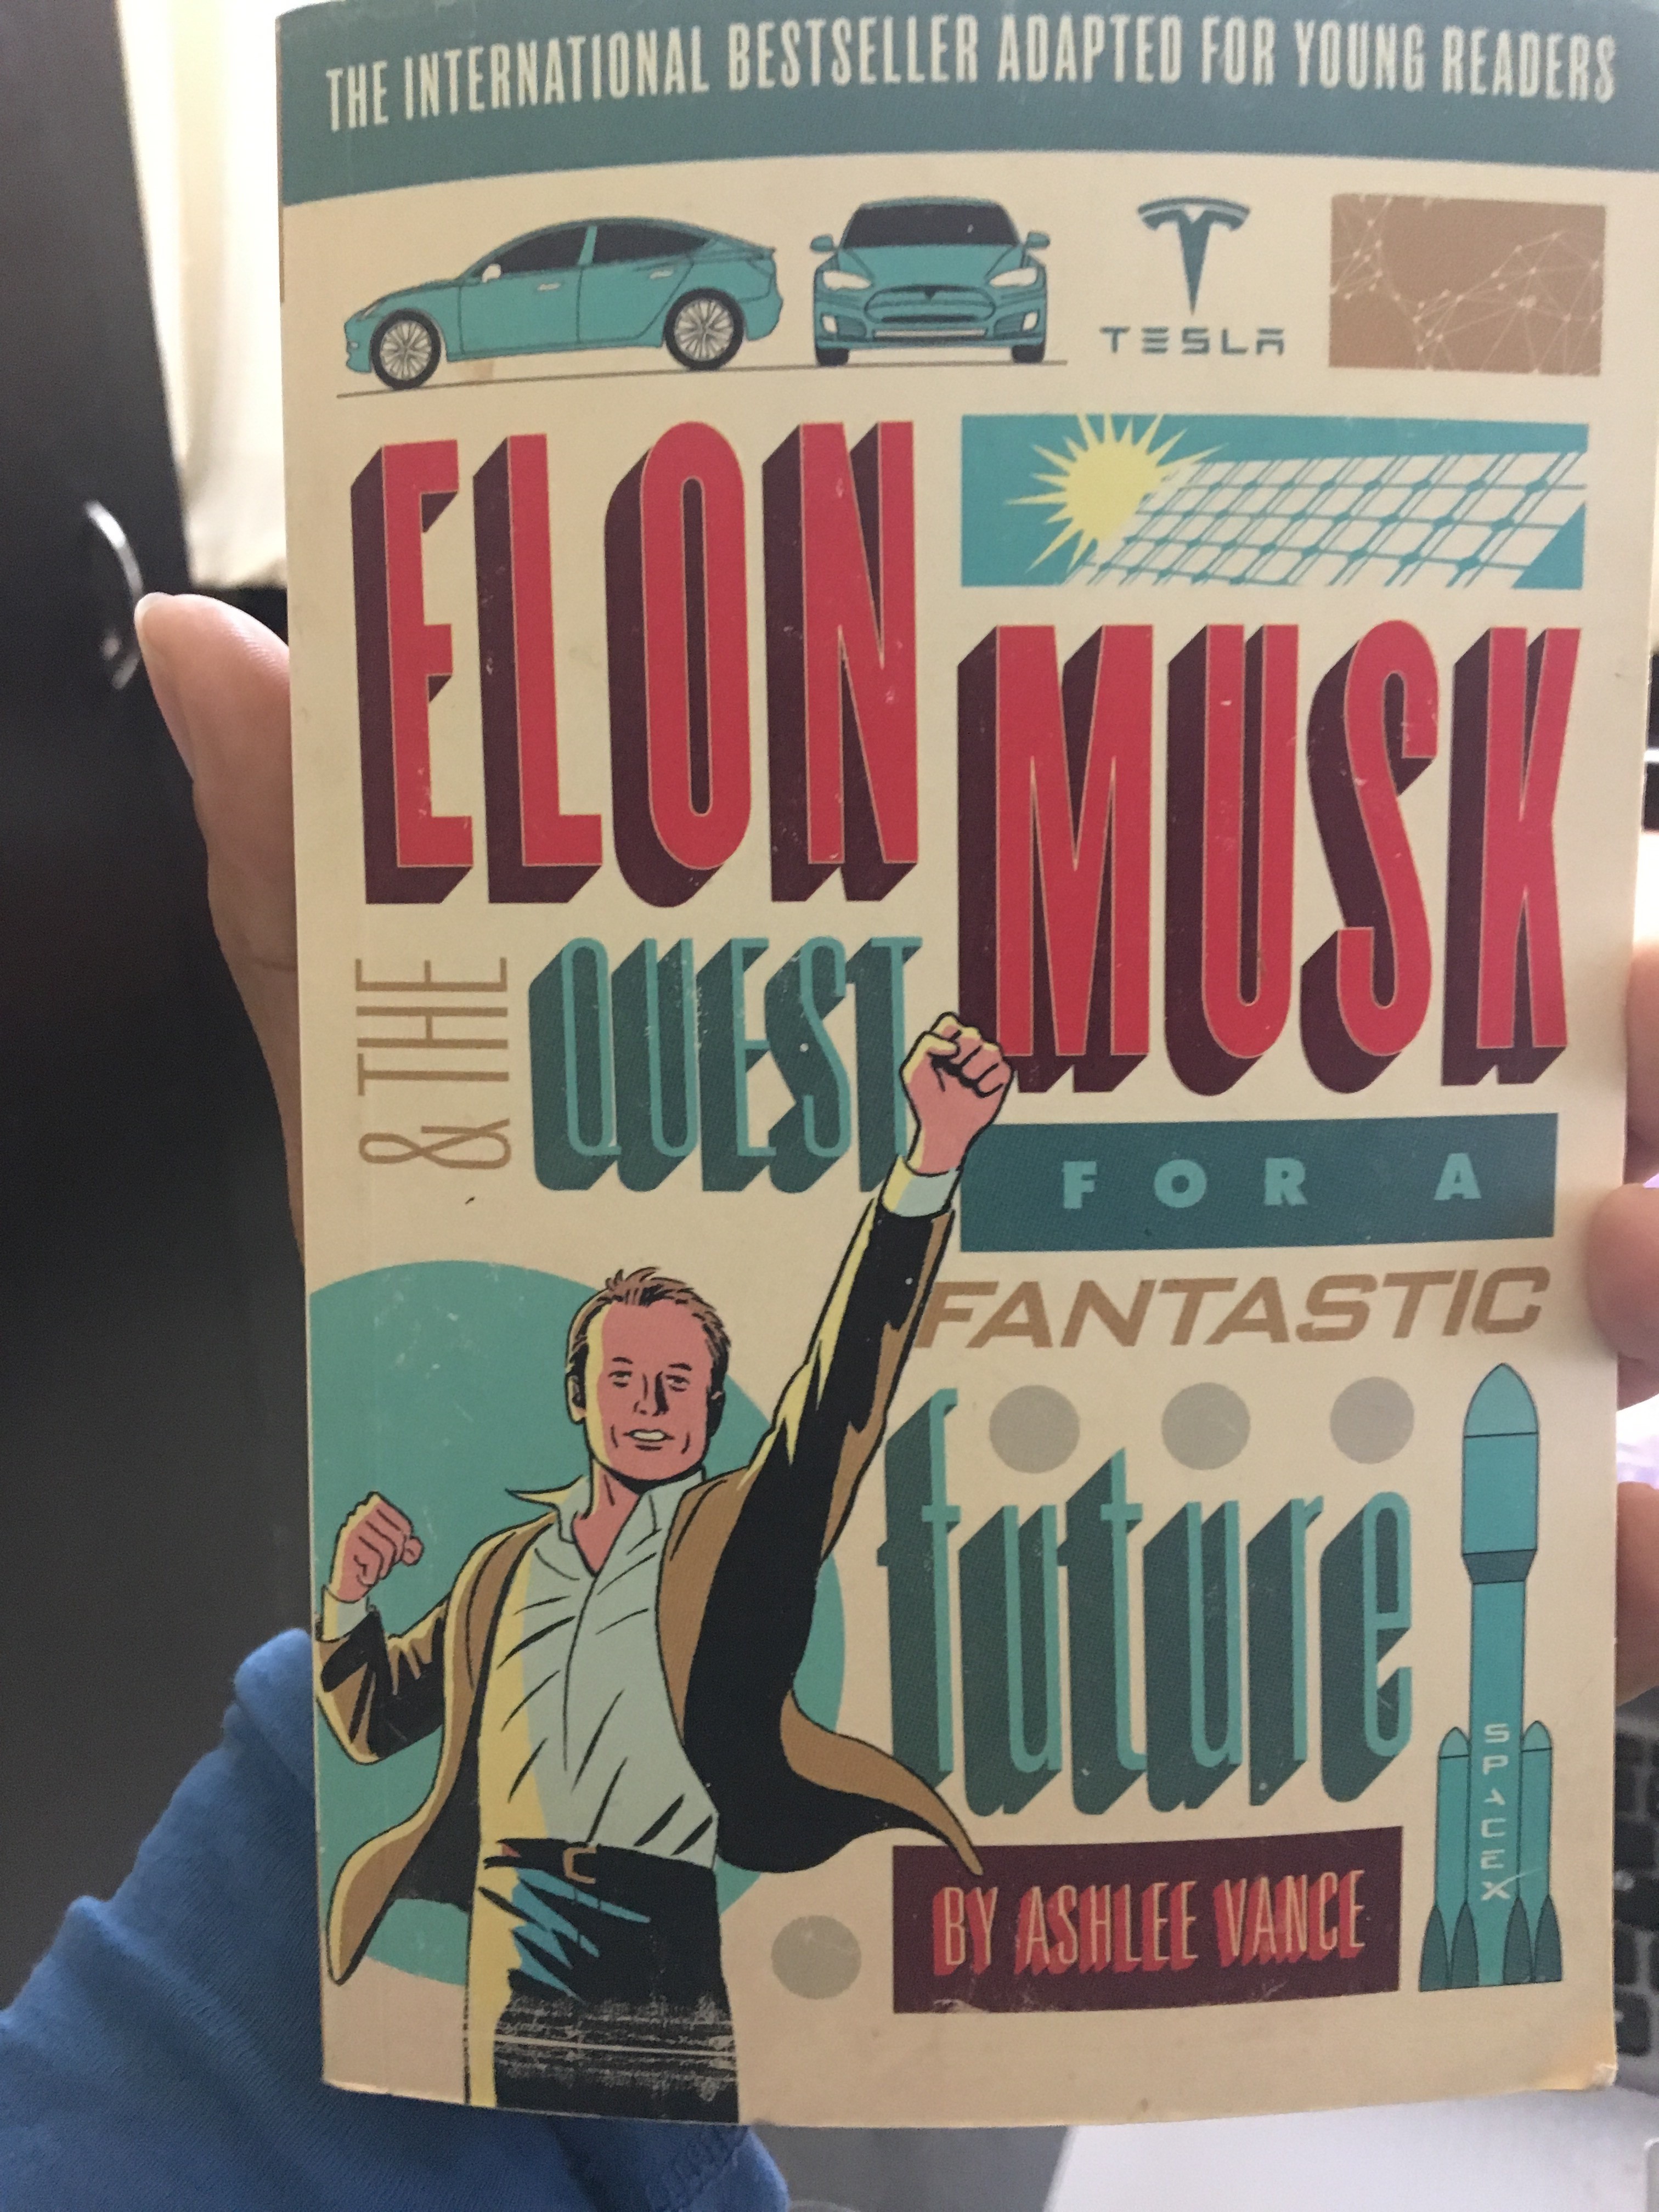 THE INTERNATIONAL BESTSELLER ADAPTED FOR YOUNG READERS
TESLA
ELON
MUSK
& THE
QUEST
FOR A
FANTASTIC
future
SPACEX
BY ASHLEE VANCE